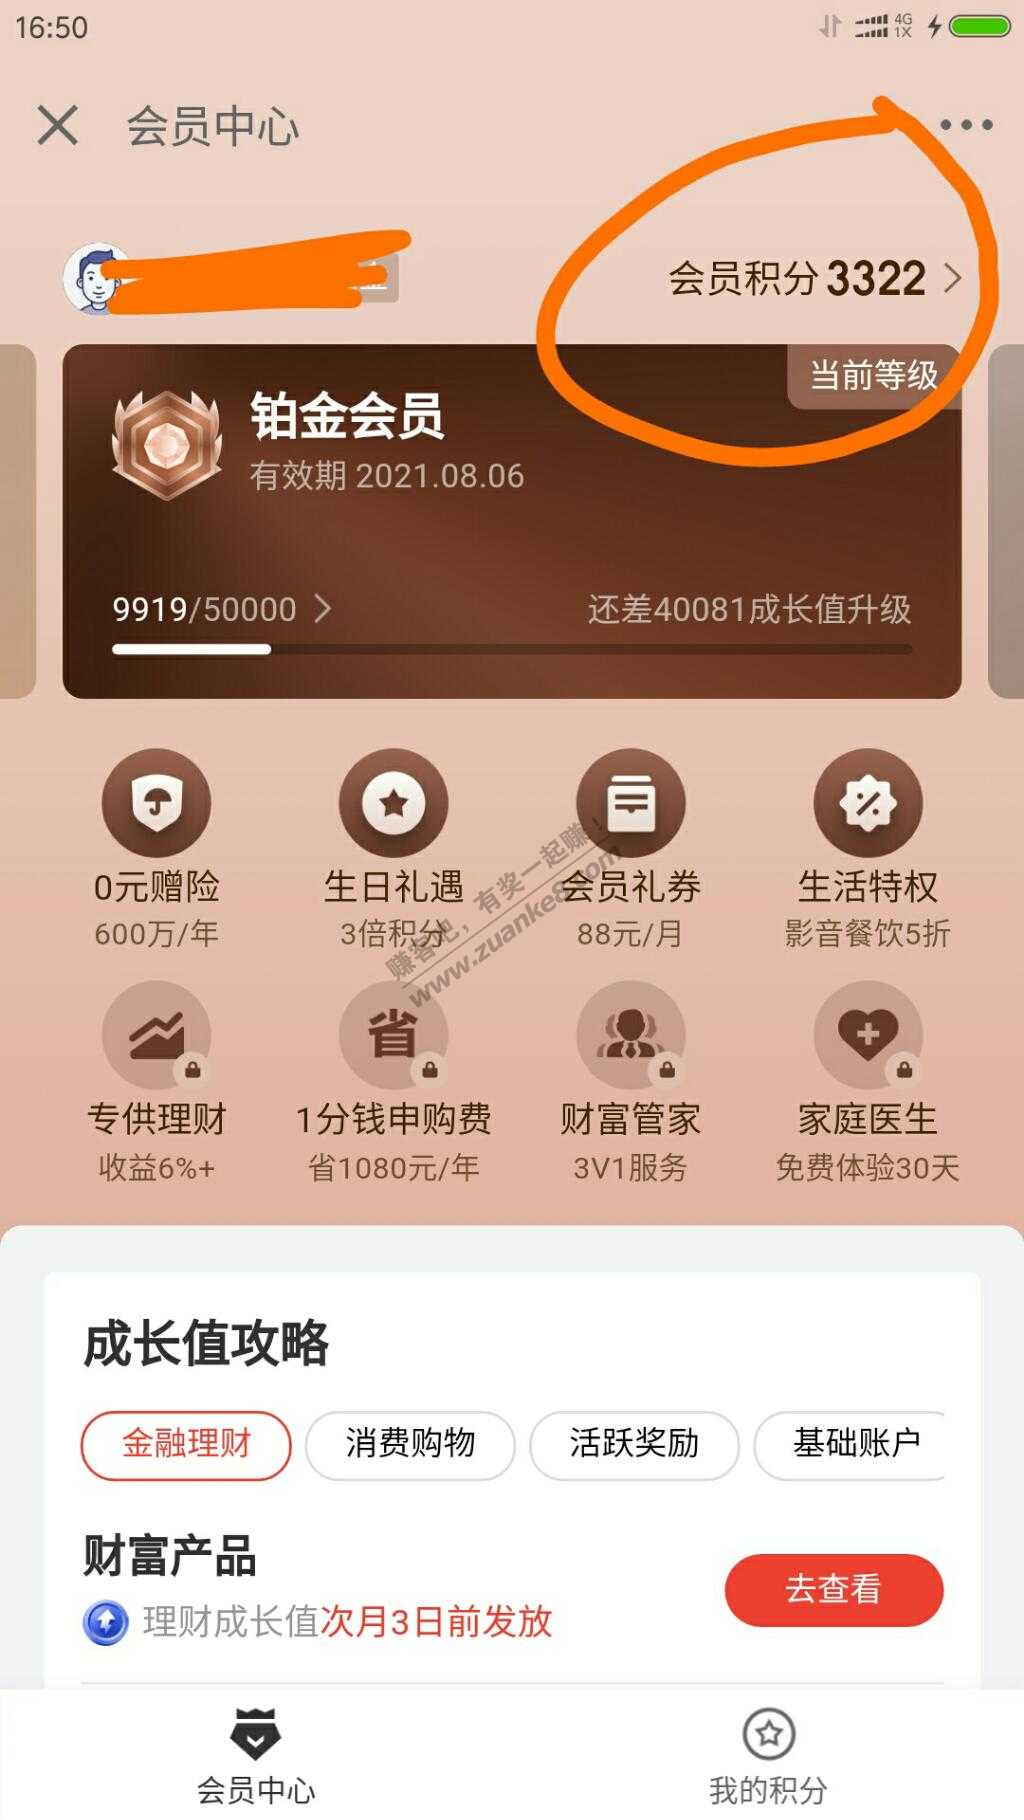 16:50
4G
1X
会员中心
会员积分 3322
当前等级
铂金会员
有效期 2021.08.06
9919/50000
还差40081成长值升级
0元赠险
生日礼遇
会员礼券
生活特权
600万/年
3倍积分
88元/月
影音餐饮5折
赚客吧，有奖一起赚！
www.zuanke8.com
省
专供理财
1分钱申购费
财富管家
家庭医生
收益6%+
省1080元/年
3V1服务
免费体验30天
成长值攻略
金融理财
消费购物
活跃奖励
基础账户
财富产品
去查看
理财成长值次月3日前发放
会员中心
我的积分